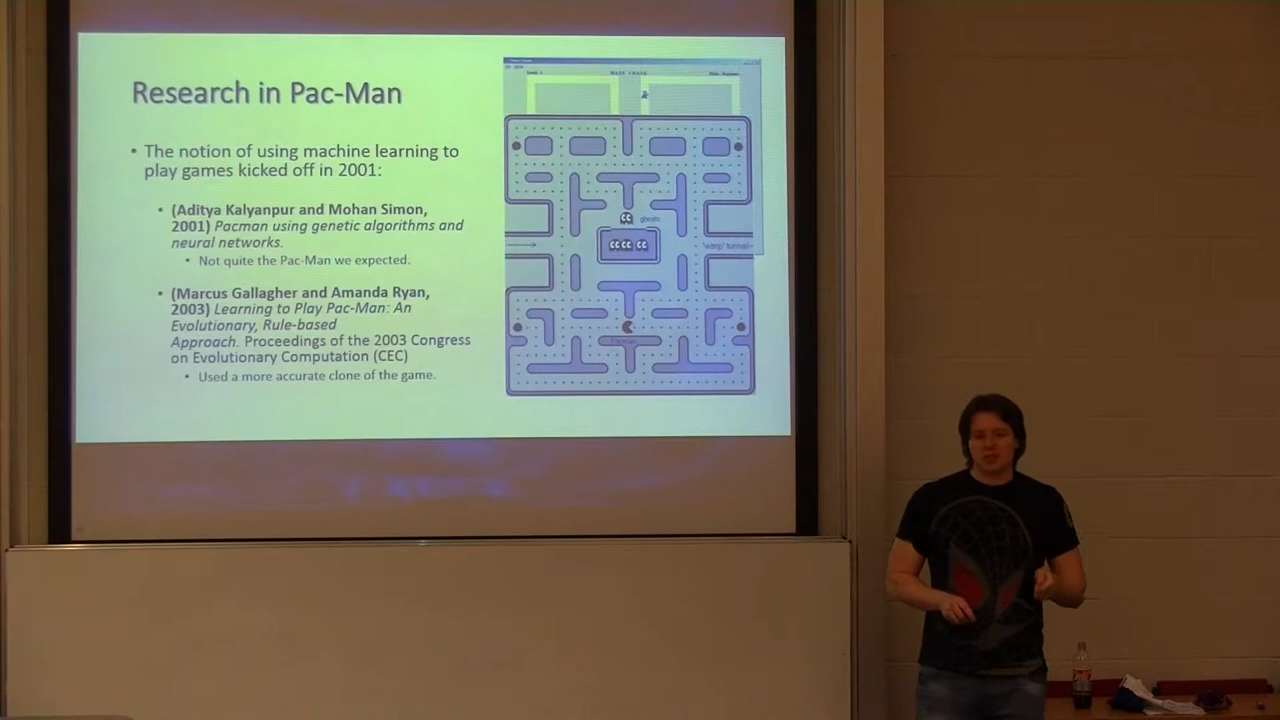 Research in Pac-Man
• The notion of using machine learning to
play games kicked off in 2001:
• (Aditya Kalyanpur and Mohan Simon,
2001) Pacman using genetic algorithms and
neural networks.
• Not quite the Pac-Man we expected.
• (Marcus Gallagher and Amanda Ryan,
2003) Learning to Play Pac-Man: An
Evolutionary, Rule-based
Approach. Proceedings of the 2003 Congress
on Evolutionary Computation (CEC)
• Used a more accurate clone of the game.
ghosts
"warp" tunnel